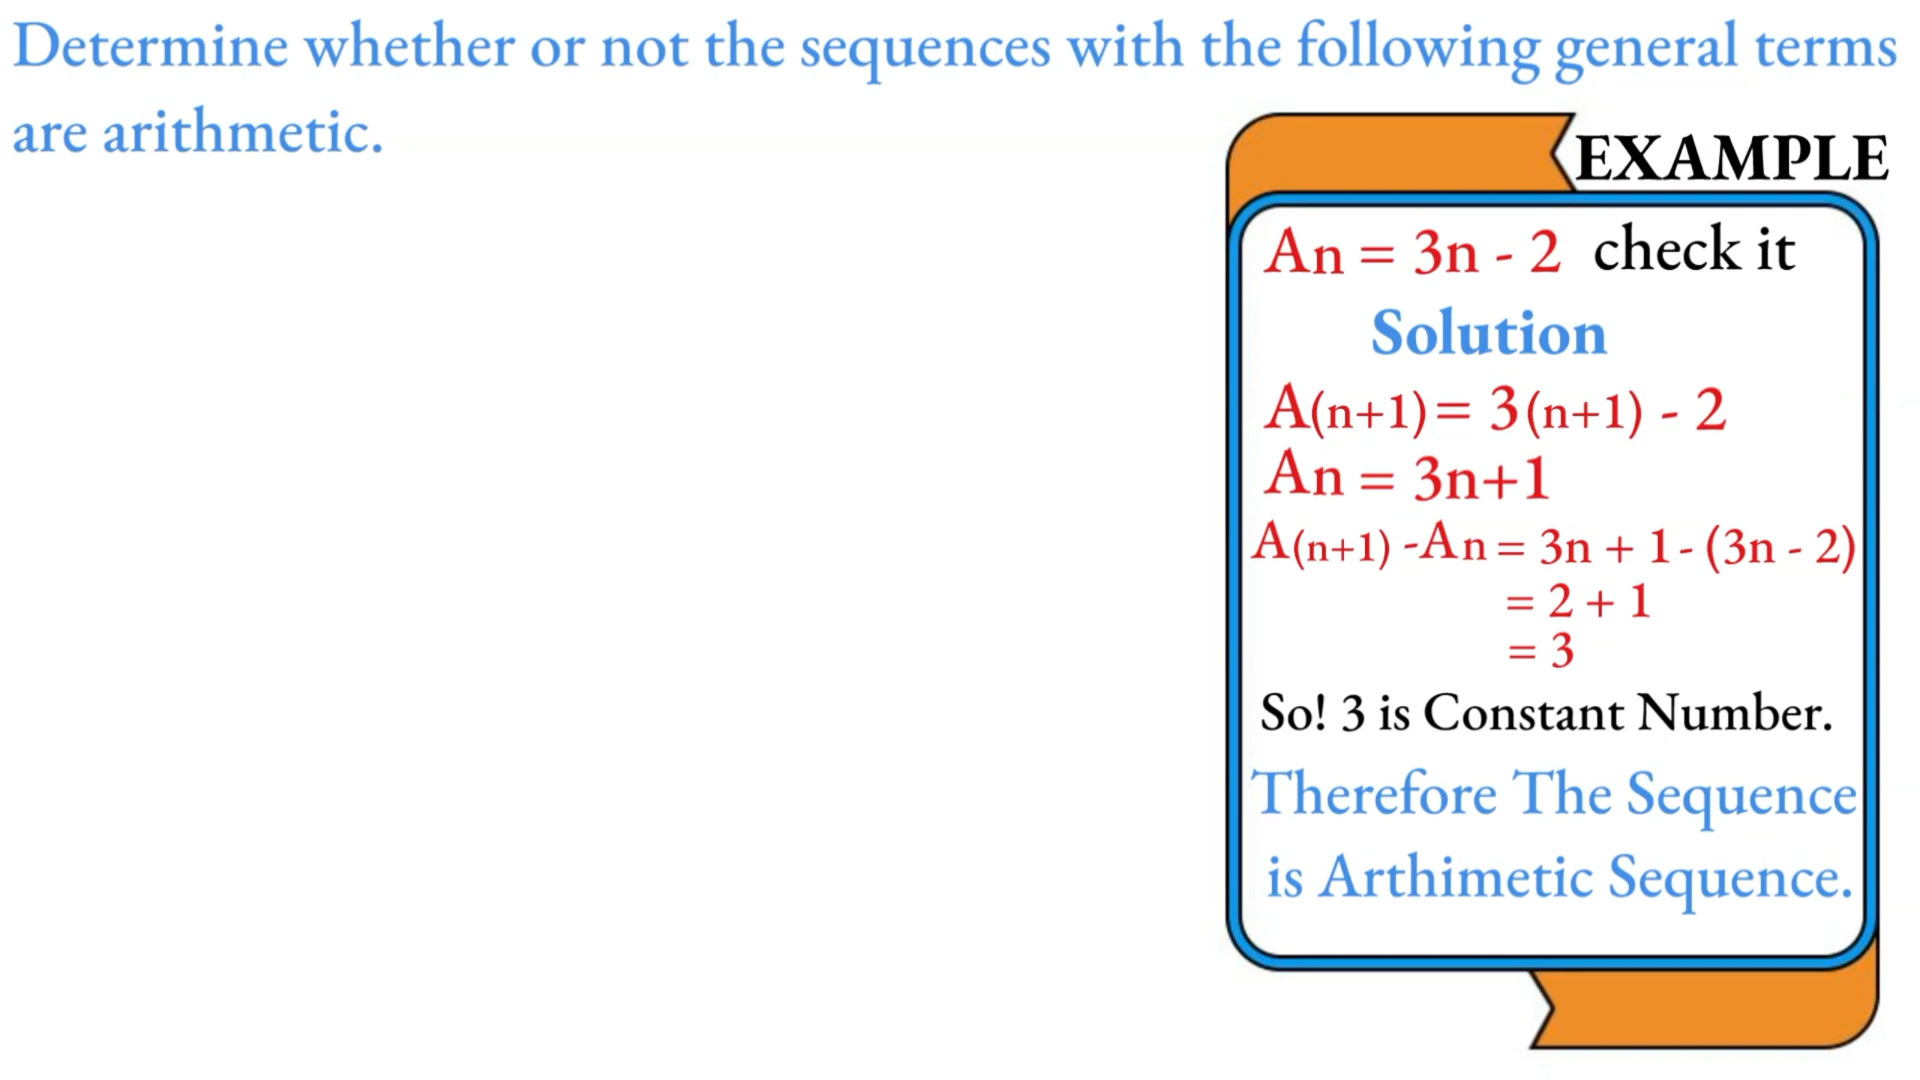 Determine whether or not the sequences with the following general terms
are arithmetic.
EXAMPLE
An = 3n - 2 check it
Solution
A(n+1) = 3(n+1) - 2
An = 3n+1
A(n+1) -An = 3n + 1 - (3n - 2)
= 2 + 1
= 3
So! 3 is Constant Number.
Therefore The Sequence
is Arthimetic Sequence.